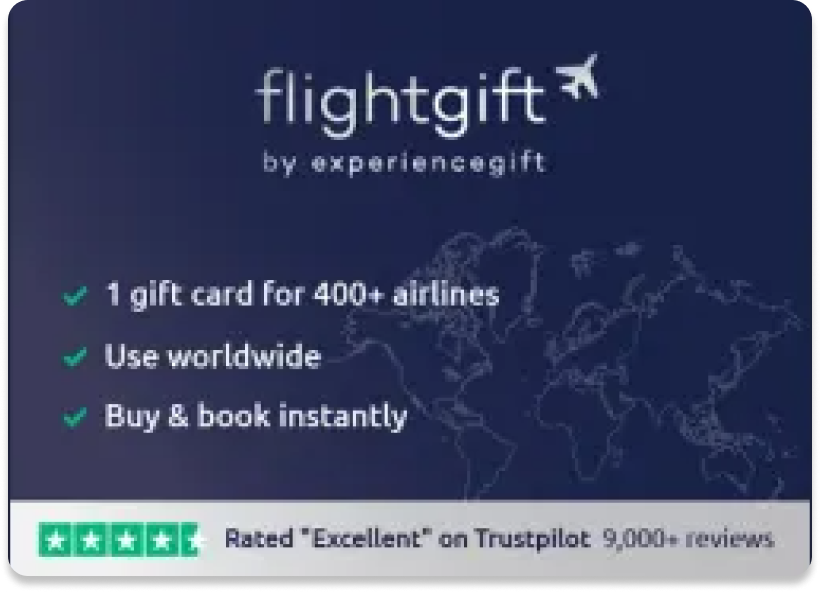 flightgift
by experiencegift
1 gift card for 400+ airlines
Use worldwide
Buy & book instantly
Rated "Excellent" on Trustpilot 9,000+ reviews